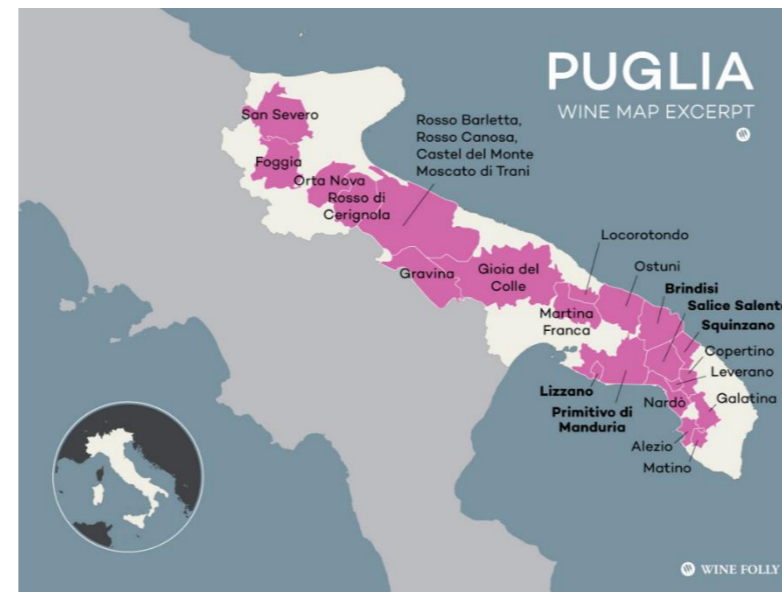 PUGLIA
WINE MAP EXCERPT
San Severo
Foggia
Orta Nova
Rosso di
Cerignola
Rosso Barletta,
Rosso Canosa,
Castel del Monte
Moscato di Trani
Gravina
Gioia del
Colle
Locorotondo
Ostuni
Martina
Franca
Brindisi
Salice Salent
Squinzano
Copertino
Leverano
Galatina
Lizzano
Primitivo di
Manduria
Nardò
Alezio
Matino
WINE FOLLY